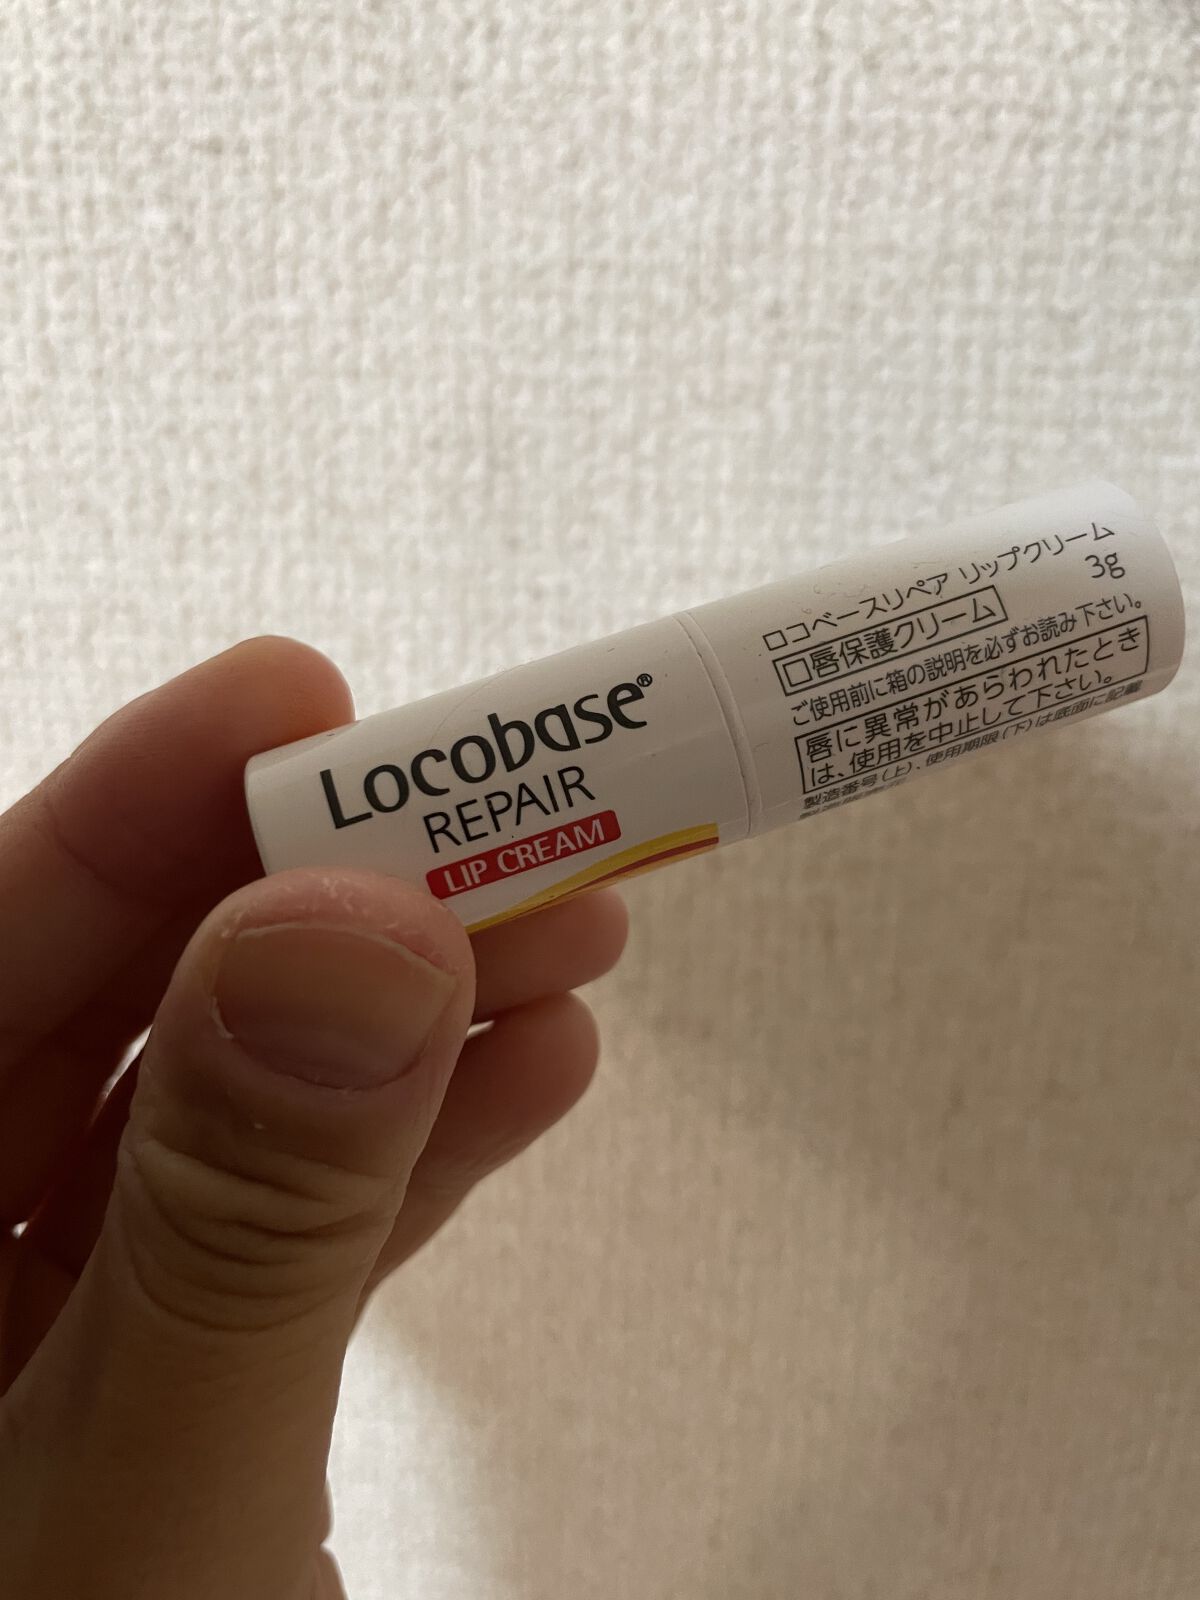 Locobase®
REPAIR
LIP CREAM
ロコベースリペア リップクリーム
3g
口唇保護クリーム
ご使用前に箱の説明を必ずお読み下さい。
唇に異常があらわれたとき
は、使用を中止して下さい。
製造番号(上)、使用期限(下)は底面に記載